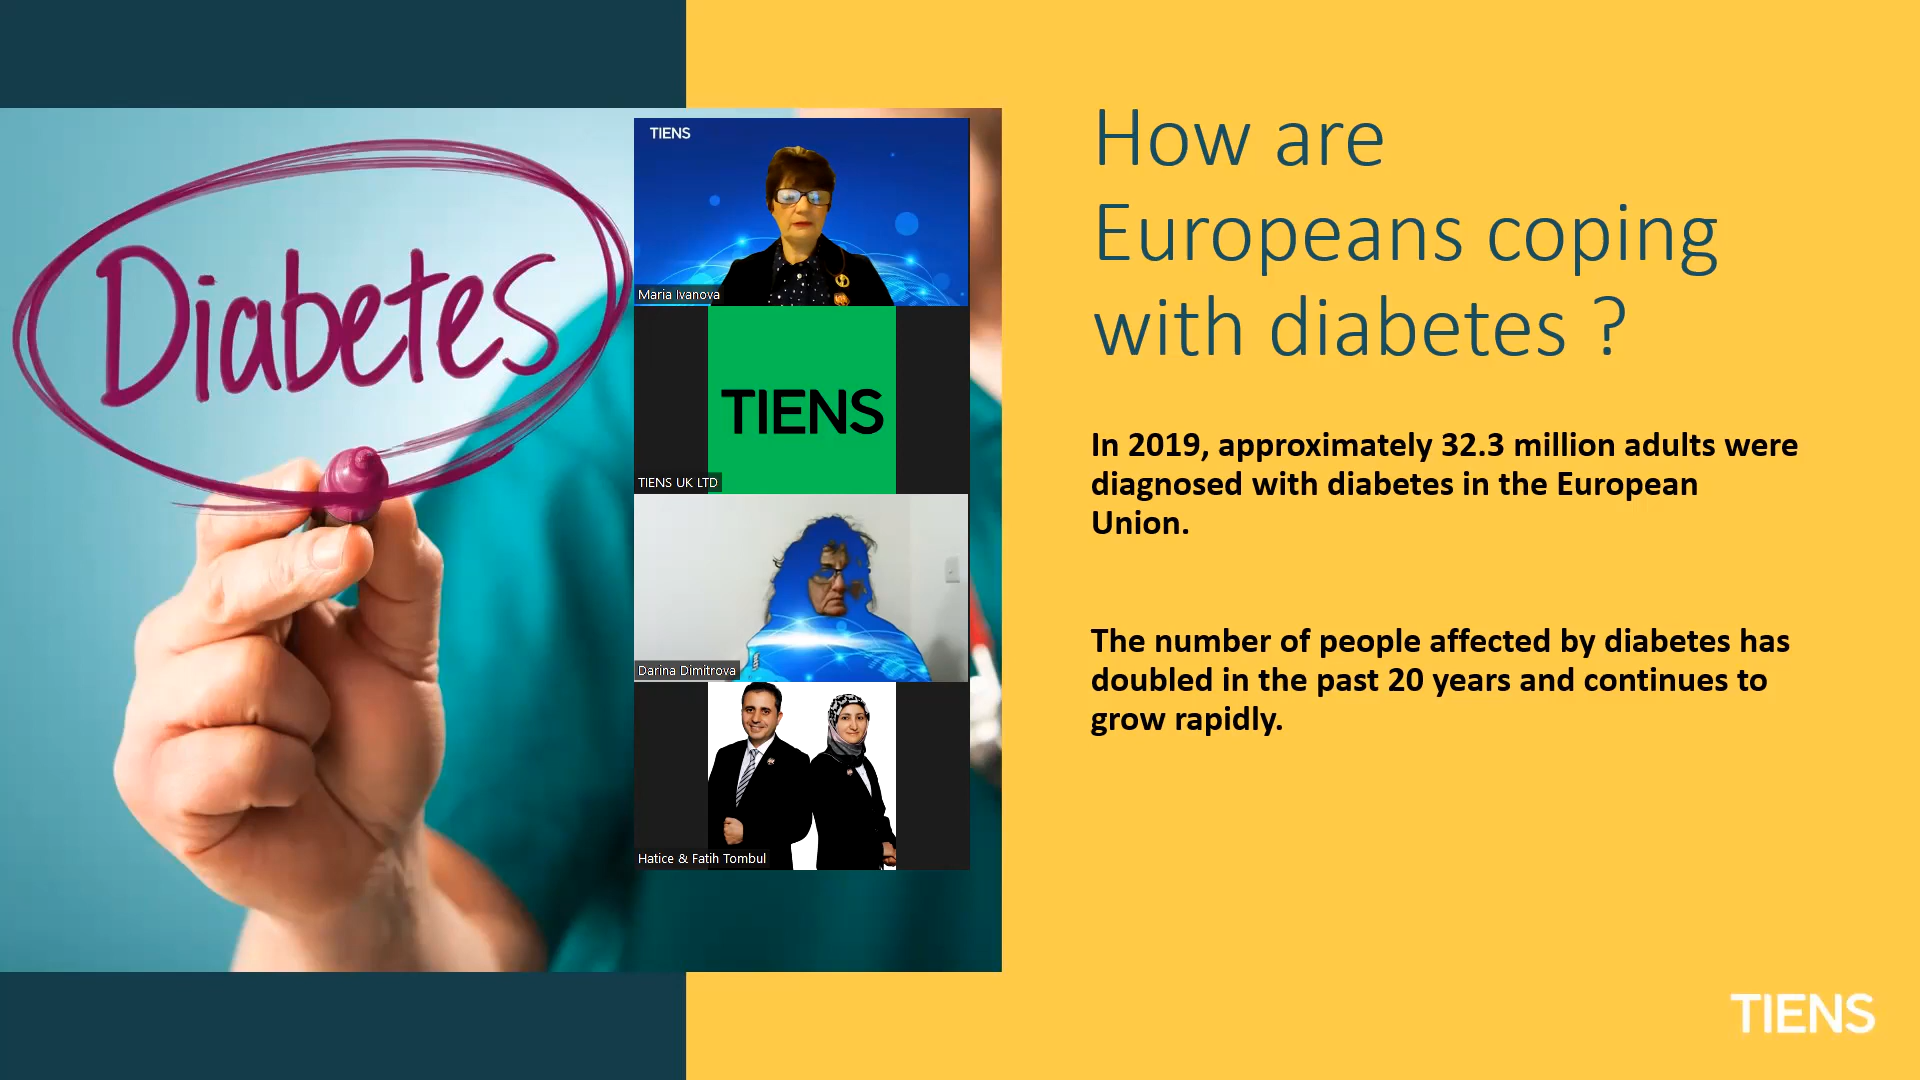 Diabetes
TIENS
Maria Ivanova
TIENS
TIENS UK LTD
Darina Dimitrova
Hatice & Fatih Tombul
How are
Europeans coping
with diabetes ?
In 2019, approximately 32.3 million adults were
diagnosed with diabetes in the European
Union.
The number of people affected by diabetes has
doubled in the past 20 years and continues to
grow rapidly.
TIENS